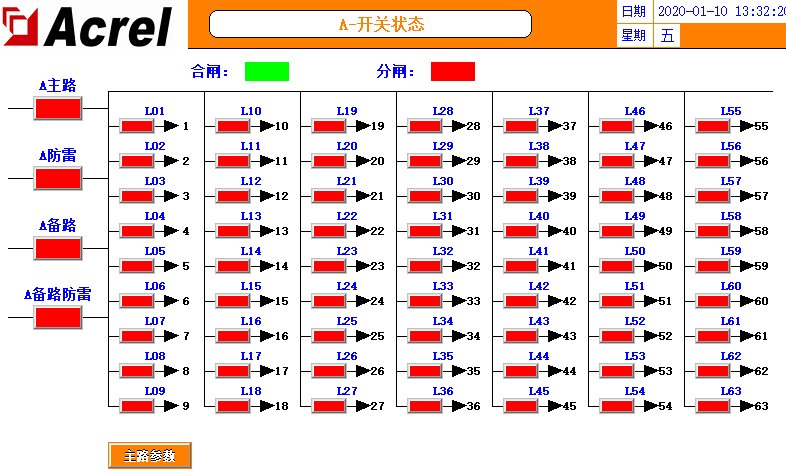 Acrel
A-开关状态
日期 2020-01-10 13:32:20
星期 五
合闸： 分闸：
A主路
A防雷
A备路
A备路防雷
L01 L10 L19 L28 L37 L46 L55
1 10 19 28 37 46 55
L02 L11 L20 L29 L38 L47 L56
2 11 20 29 38 47 56
L03 L12 L21 L30 L39 L48 L57
3 12 21 30 39 48 57
L04 L13 L22 L31 L40 L49 L58
4 13 22 31 40 49 58
L05 L14 L23 L32 L41 L50 L59
5 14 23 32 41 50 59
L06 L15 L24 L33 L42 L51 L60
6 15 24 33 42 51 60
L07 L16 L25 L34 L43 L52 L61
7 16 25 34 43 52 61
L08 L17 L26 L35 L44 L53 L62
8 17 26 35 44 53 62
L09 L18 L27 L36 L45 L54 L63
9 18 27 36 45 54 63
主路参数